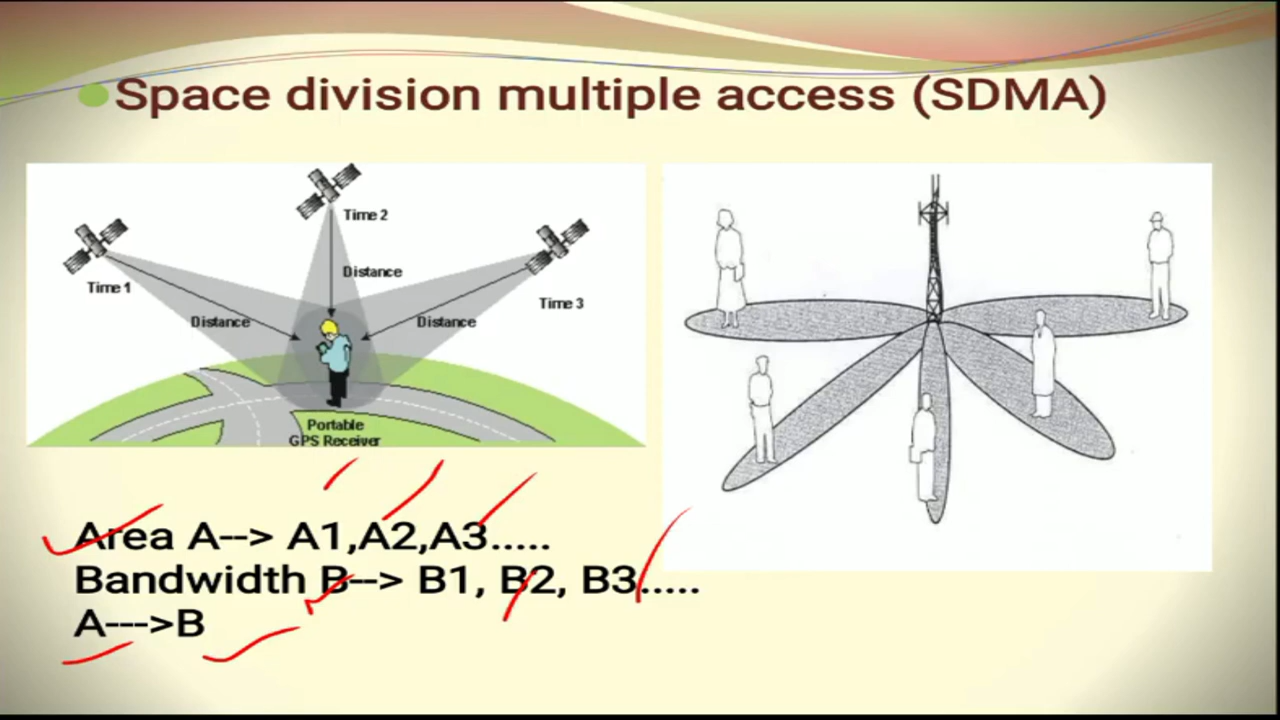 Space division multiple access (SDMA)
Time 2
Time 1
Distance
Time 3
Distance
Distance
Portable
GPS Receiver
Area A--> A1,A2,A3.....
Bandwidth B--> B1, B2, B3.....
A--->B